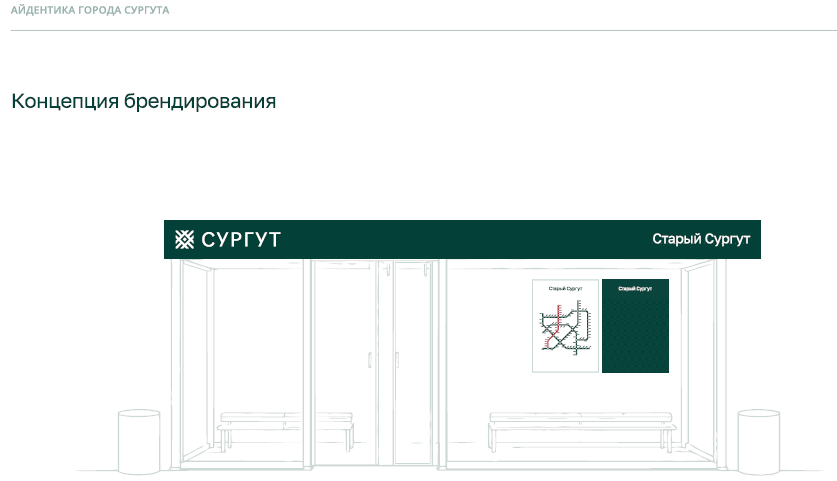 АЙДЕНТИКА ГОРОДА СУРГУТА
Концепция брендирования
СУРГУТ
Старый Сургут
Старый Сургут
Старый Сургут